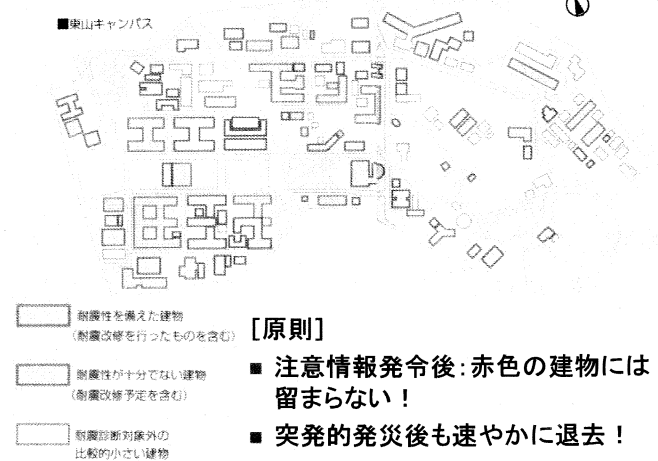 ■東山キャンパス
耐震性を備えた建物
(耐震改修を行ったものを含む)
耐震性が十分でない建物
(耐震改修予定を含む)
耐震診断対象外の
比較的小さい建物
[原則]
■ 注意情報発令後:赤色の建物には
留まらない!
■ 突発的発災後も速やかに退去!